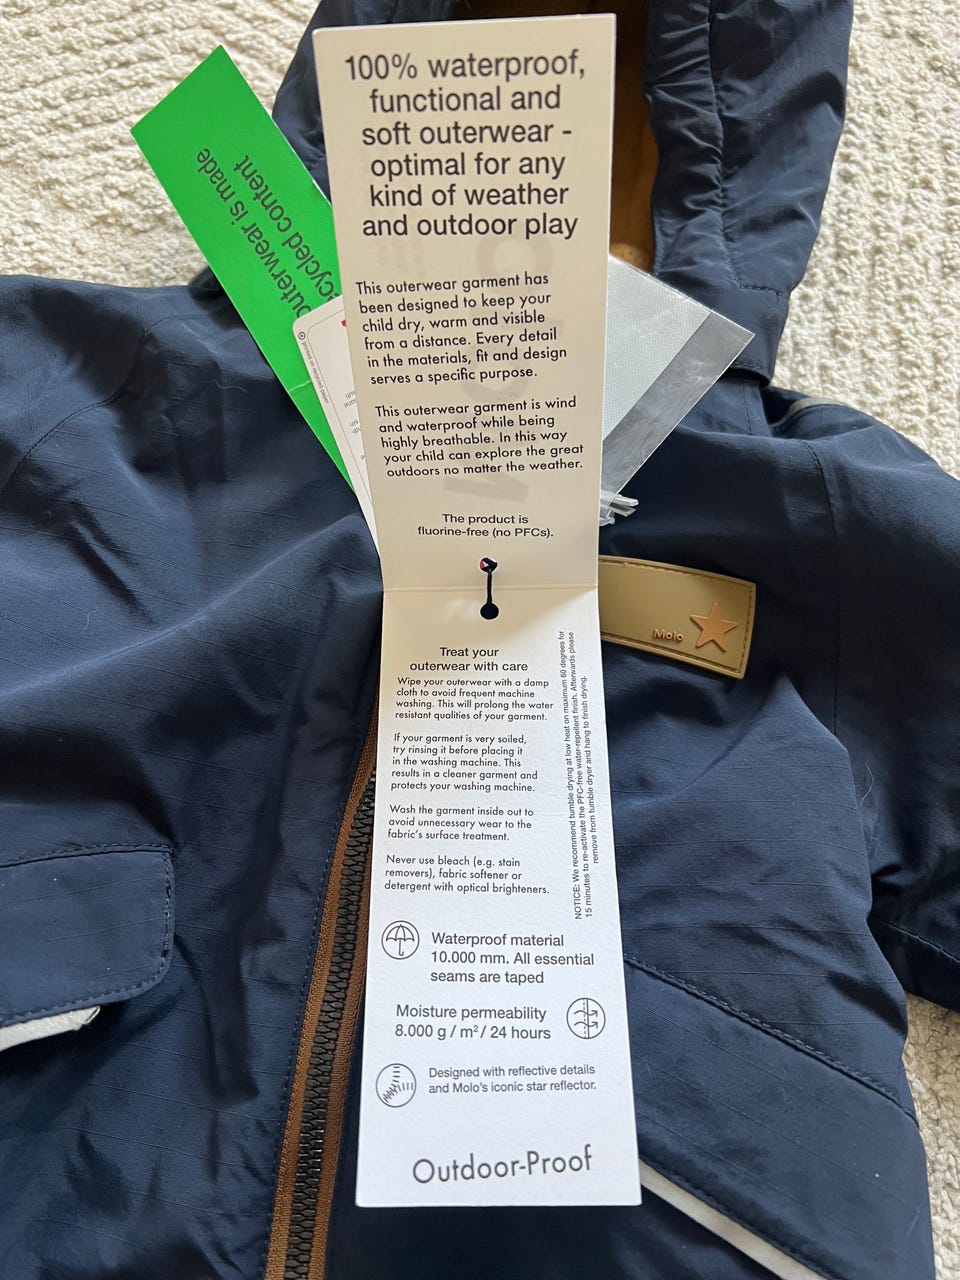 100% waterproof,
functional and
soft outerwear -
optimal for any
kind of weather
and outdoor play
This outerwear garment has
been designed to keep your
child dry, warm and visible
from a distance. Every detail
in the materials, fit and design
serves a specific purpose.
This outerwear garment is wind
and waterproof while being
highly breathable. In this way
your child can explore the great
outdoors no matter the weather.
The product is
fluorine-free (no PFCs).
outerwear is made
recycled content
Molo
Treat your
outerwear with care
Wipe your outerwear with a damp
cloth to avoid frequent machine
washing. This will prolong the water
resistant qualities of your garment.
If your garment is very soiled,
try rinsing it before placing it
in the washing machine. This
results in a cleaner garment and
protects your washing machine.
Wash the garment inside out to
avoid unnecessary wear to the
fabric's surface treatment.
Never use bleach (e.g. stain
removers), fabric softener or
detergent with optical brighteners.
NOTICE: We recommend tumble drying at low heat on maximum 60 degrees for
15 minutes to re-activate the PFC-free water-repellent finish. Afterwards please
remove from tumble dryer and hang to finish drying.
Waterproof material
10.000 mm. All essential
seams are taped
Moisture permeability
8.000 g / m² / 24 hours
Designed with reflective details
and Molo's iconic star reflector.
Outdoor-Proof